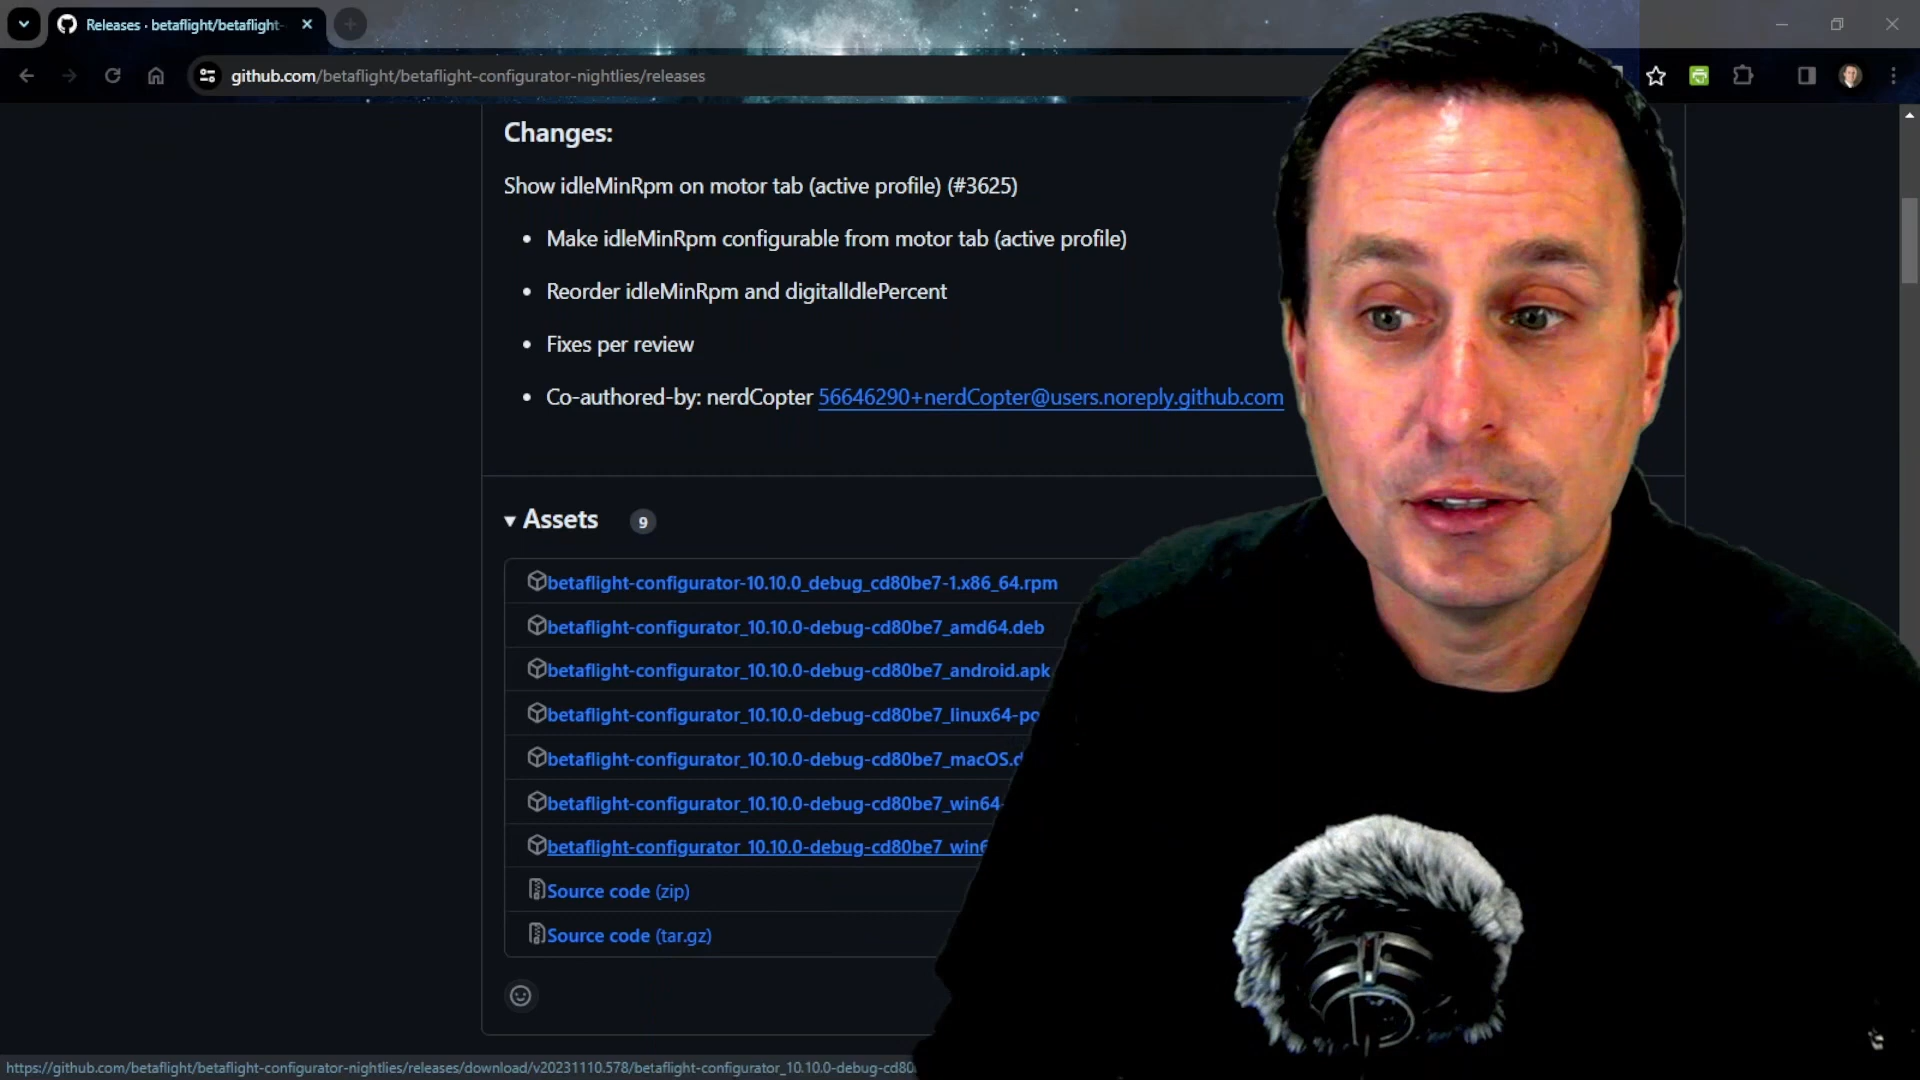 Releases · betaflight/betaflight-
github.com/betaflight/betaflight-configurator-nightlies/releases
Changes:
Show idleMinRpm on motor tab (active profile) (#3625)
• Make idleMinRpm configurable from motor tab (active profile)
• Reorder idleMinRpm and digitalIdlePercent
• Fixes per review
• Co-authored-by: nerdCopter 56646290+nerdCopter@users.noreply.github.com
Assets 9
betaflight-configurator-10.10.0_debug_cd80be7-1.x86_64.rpm
betaflight-configurator_10.10.0-debug-cd80be7_amd64.deb
betaflight-configurator_10.10.0-debug-cd80be7_android.apk
betaflight-configurator_10.10.0-debug-cd80be7_linux64-po
betaflight-configurator_10.10.0-debug-cd80be7_macOS.d
betaflight-configurator_10.10.0-debug-cd80be7_win64-
betaflight-configurator_10.10.0-debug-cd80be7_win6
Source code (zip)
Source code (tar.gz)
https://github.com/betaflight/betaflight-configurator-nightlies/releases/download/v20231110.578/betaflight-configurator_10.10.0-debug-cd80